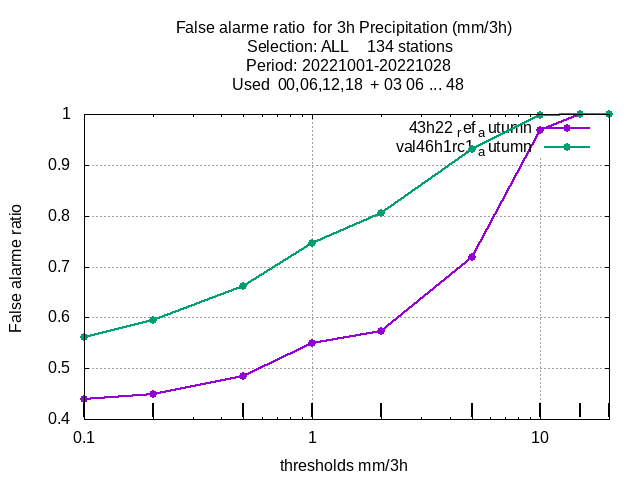 False alarme ratio  for 3h Precipitation (mm/3h)
Selection: ALL    134 stations
Period: 20221001-20221028
Used  00,06,12,18  + 03 06 ... 48
43h22ref_autumn
val46h1rc1_autumn
1
0.9
0.8
0.7
0.6
0.5
0.4
False alarme ratio
0.1
1
10
thresholds mm/3h